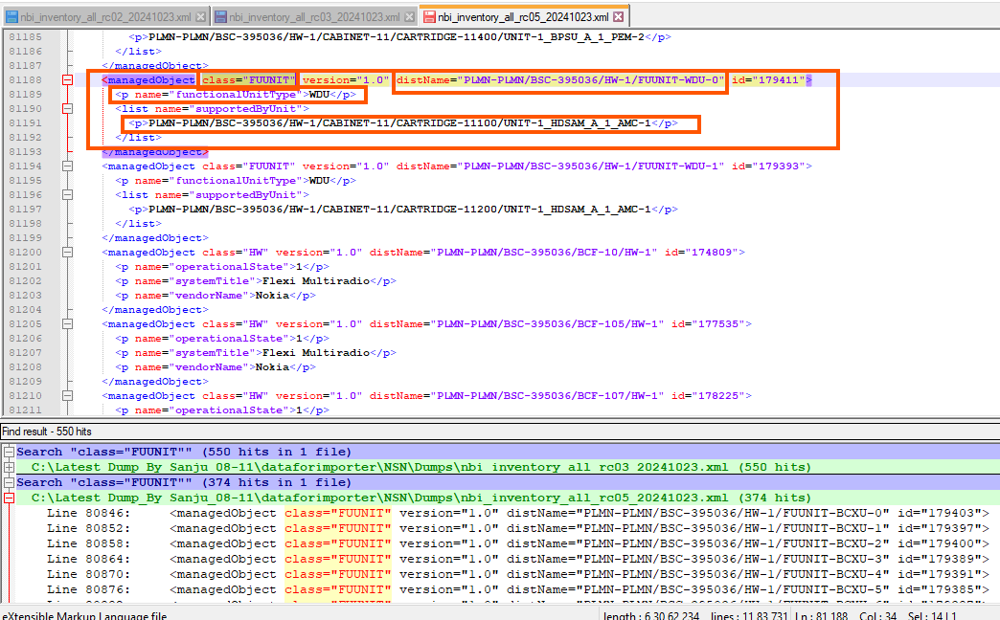 nbi_inventory_all_rc02_20241023.xml
nbi_inventory_all_rc03_20241023.xml
nbi_inventory_all_rc05_20241023.xml
81185 <p>PLMN-PLMN/BSC-395036/HW-1/CABINET-11/CARTRIDGE-11400/UNIT-1_BPSU_A_1_PEM-2</p>
81186 </list>
81187 </managedObject>
81188 <managedObject class="FUUNIT" version="1.0" distName="PLMN-PLMN/BSC-395036/HW-1/FUUNIT-WDU-0" id="179411">
81189 <p name="functionalUnitType">WDU</p>
81190 <list name="supportedByUnit">
81191 <p>PLMN-PLMN/BSC-395036/HW-1/CABINET-11/CARTRIDGE-11100/UNIT-1_HDSAM_A_1_AMC-1</p>
81192 </list>
81193 </managedObject>
81194 <managedObject class="FUUNIT" version="1.0" distName="PLMN-PLMN/BSC-395036/HW-1/FUUNIT-WDU-1" id="179393">
81195 <p name="functionalUnitType">WDU</p>
81196 <list name="supportedByUnit">
81197 <p>PLMN-PLMN/BSC-395036/HW-1/CABINET-11/CARTRIDGE-11200/UNIT-1_HDSAM_A_1_AMC-1</p>
81198 </list>
81199 </managedObject>
81200 <managedObject class="HW" version="1.0" distName="PLMN-PLMN/BSC-395036/BCF-10/HW-1" id="174809">
81201 <p name="operationalState">1</p>
81202 <p name="systemTitle">Flexi Multiradio</p>
81203 <p name="vendorName">Nokia</p>
81204 </managedObject>
81205 <managedObject class="HW" version="1.0" distName="PLMN-PLMN/BSC-395036/BCF-105/HW-1" id="177535">
81206 <p name="operationalState">1</p>
81207 <p name="systemTitle">Flexi Multiradio</p>
81208 <p name="vendorName">Nokia</p>
81209 </managedObject>
81210 <managedObject class="HW" version="1.0" distName="PLMN-PLMN/BSC-395036/BCF-107/HW-1" id="178225">
81211 <p name="operationalState">1</p>
Find result - 550 hits
Search "class="FUUNIT"" (550 hits in 1 file)
C:\Latest_Dump_By_Sanju_08-11\dataforimporter\NSN\Dumps\nbi_inventory_all_rc03_20241023.xml (550 hits)
Search "class="FUUNIT"" (374 hits in 1 file)
C:\Latest_Dump_By_Sanju_08-11\dataforimporter\NSN\Dumps\nbi_inventory_all_rc05_20241023.xml (374 hits)
Line 80846: <managedObject class="FUUNIT" version="1.0" distName="PLMN-PLMN/BSC-395036/HW-1/FUUNIT-BCXU-0" id="179403">
Line 80852: <managedObject class="FUUNIT" version="1.0" distName="PLMN-PLMN/BSC-395036/HW-1/FUUNIT-BCXU-1" id="179397">
Line 80858: <managedObject class="FUUNIT" version="1.0" distName="PLMN-PLMN/BSC-395036/HW-1/FUUNIT-BCXU-2" id="179400">
Line 80864: <managedObject class="FUUNIT" version="1.0" distName="PLMN-PLMN/BSC-395036/HW-1/FUUNIT-BCXU-3" id="179389">
Line 80870: <managedObject class="FUUNIT" version="1.0" distName="PLMN-PLMN/BSC-395036/HW-1/FUUNIT-BCXU-4" id="179391">
Line 80876: <managedObject class="FUUNIT" version="1.0" distName="PLMN-PLMN/BSC-395036/HW-1/FUUNIT-BCXU-5" id="179385">
eXtensible Markup Language file length : 6,30,62,234 lines : 11,83,731 Ln : 81,188 Col : 34 Sel : 14 | 1